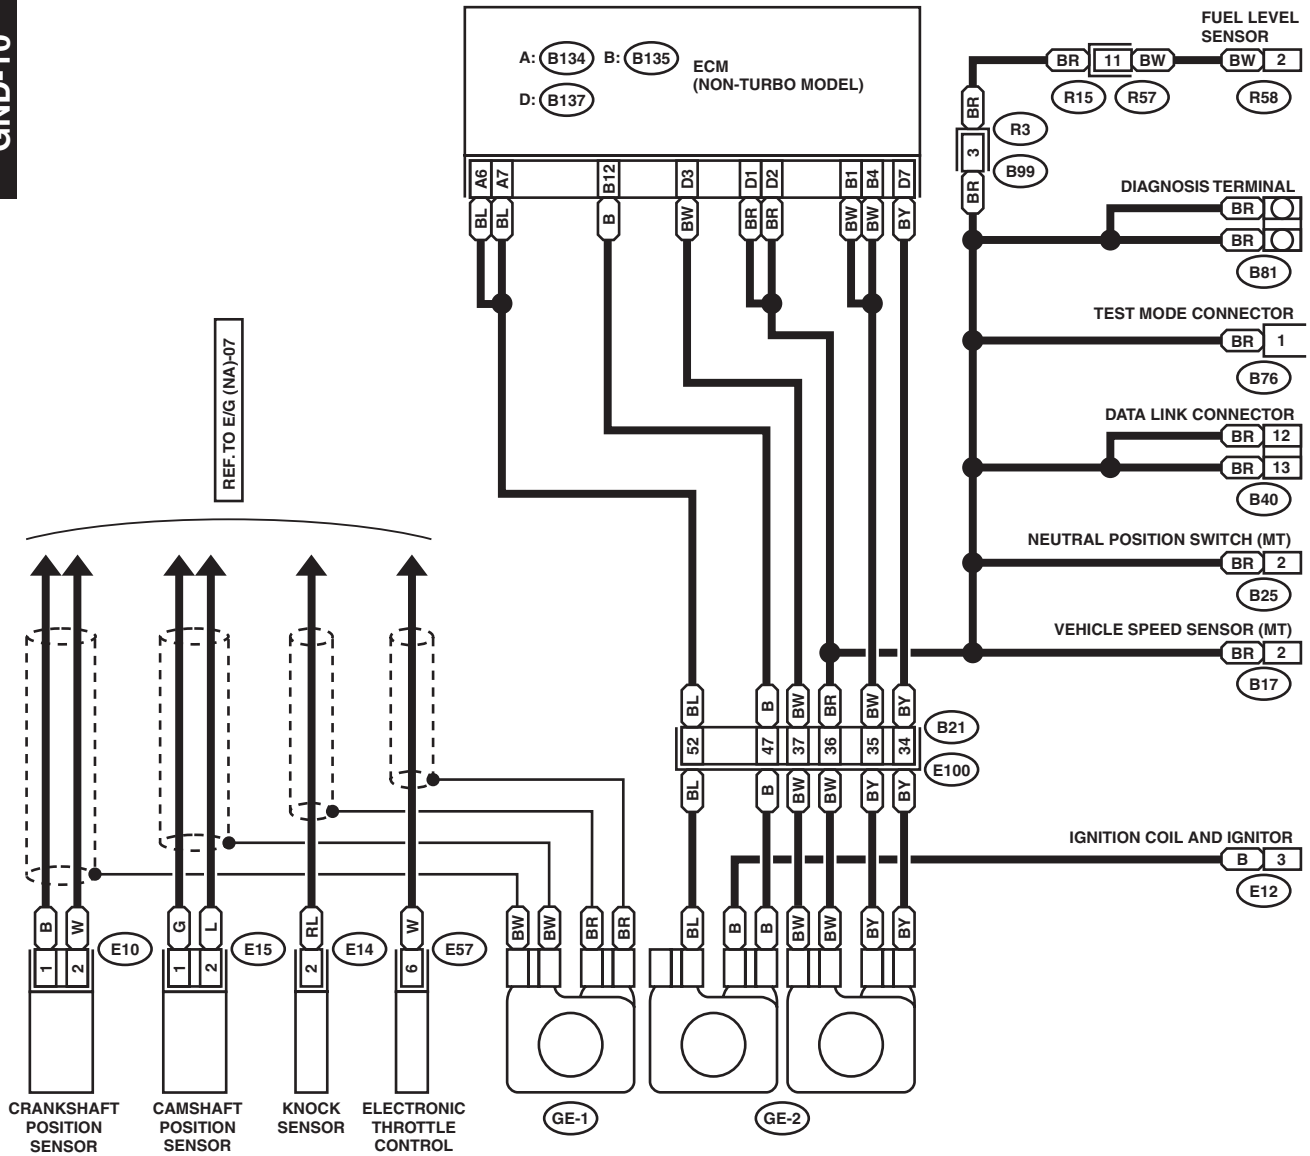 GND-10
A: B134 B: B135
D: B137
ECM
(NON-TURBO MODEL)
A6 A7 B12 D3 D1 D2 B1 B4 D7
BL BL B BW BR BR BW BW BY
FUEL LEVEL
SENSOR
BR 11 BW BW 2
R15 R57 R58
BR
R3
3
B99
BR
DIAGNOSIS TERMINAL
BR
BR
B81
TEST MODE CONNECTOR
BR 1
B76
DATA LINK CONNECTOR
BR 12
BR 13
B40
NEUTRAL POSITION SWITCH (MT)
BR 2
B25
VEHICLE SPEED SENSOR (MT)
BR 2
B17
REF. TO E/G (NA)-07
BL B BW BR BW BY
52 47 37 36 35 34
B21
E100
BL B BW BW BY BY
IGNITION COIL AND IGNITOR
B 3
E12
B W G L RL W
1 2 E10 1 2 E15 2 E14 6 E57
BW BW BR BR BL B B BW BW BY BY
CRANKSHAFT
POSITION
SENSOR
CAMSHAFT
POSITION
SENSOR
KNOCK
SENSOR
ELECTRONIC
THROTTLE
CONTROL
GE-1
GE-2